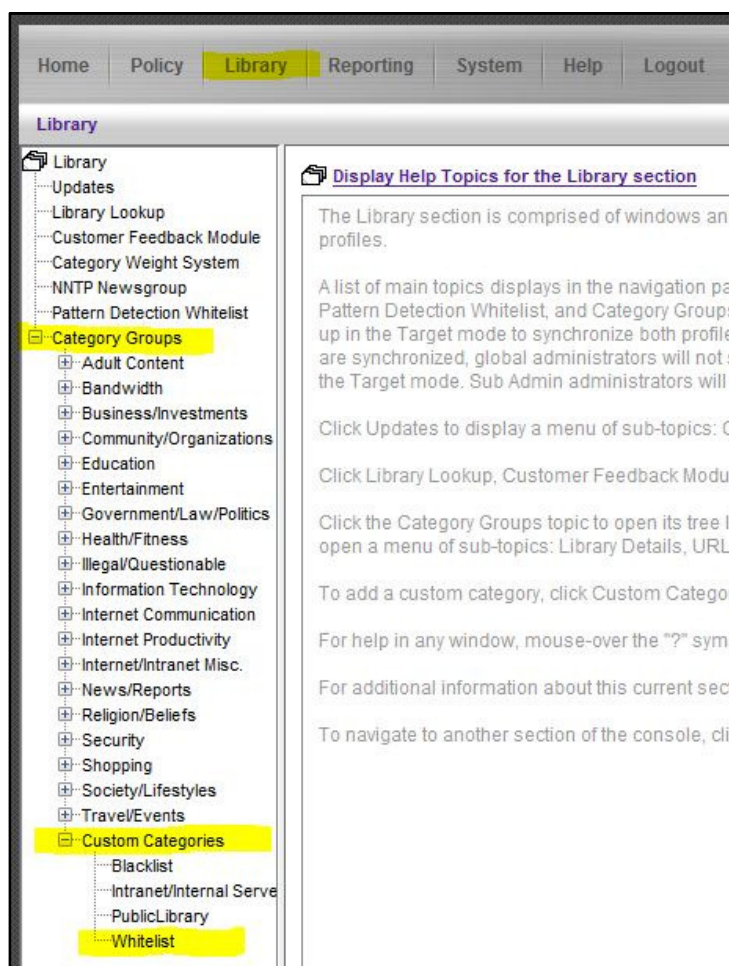 Home Policy Library Reporting System Help Logout
Library
Library
Updates
Library Lookup
Customer Feedback Module
Category Weight System
NNTP Newsgroup
Pattern Detection Whitelist
Category Groups
Adult Content
Bandwidth
Business/Investments
Community/Organizations
Education
Entertainment
Government/Law/Politics
Health/Fitness
Illegal/Questionable
Information Technology
Internet Communication
Internet Productivity
Internet/Intranet Misc.
News/Reports
Religion/Beliefs
Security
Shopping
Society/Lifestyles
Travel/Events
Custom Categories
Blacklist
Intranet/Internal Serve
PublicLibrary
Whitelist
Display Help Topics for the Library section
The Library section is comprised of windows an
profiles.
A list of main topics displays in the navigation pa
Pattern Detection Whitelist, and Category Groups
up in the Target mode to synchronize both profile
are synchronized, global administrators will not
the Target mode. Sub Admin administrators will
Click Updates to display a menu of sub-topics:
Click Library Lookup, Customer Feedback Modu
Click the Category Groups topic to open its tree
open a menu of sub-topics: Library Details, URL
To add a custom category, click Custom Catego
For help in any window, mouse-over the "?" sym
For additional information about this current sec
To navigate to another section of the console, cli